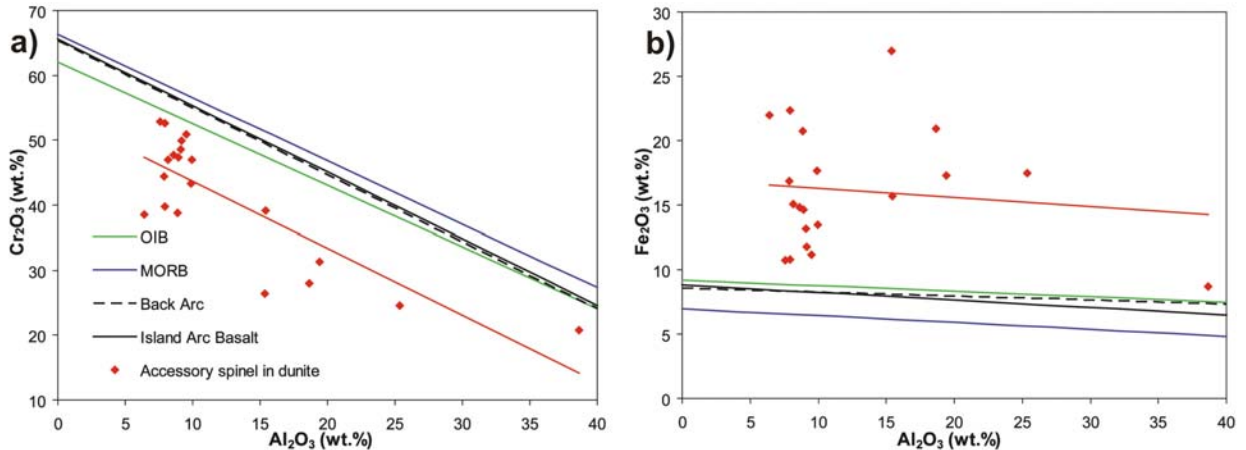 a)
Cr₂O₃ (wt.%)
70
60
50
40
30
20
10
OIB
MORB
Back Arc
Island Arc Basalt
Accessory spinel in dunite
0 5 10 15 20 25 30 35 40
Al₂O₃ (wt.%)
b)
Fe₂O₃ (wt.%)
30
25
20
15
10
5
0
0 5 10 15 20 25 30 35 40
Al₂O₃ (wt.%)